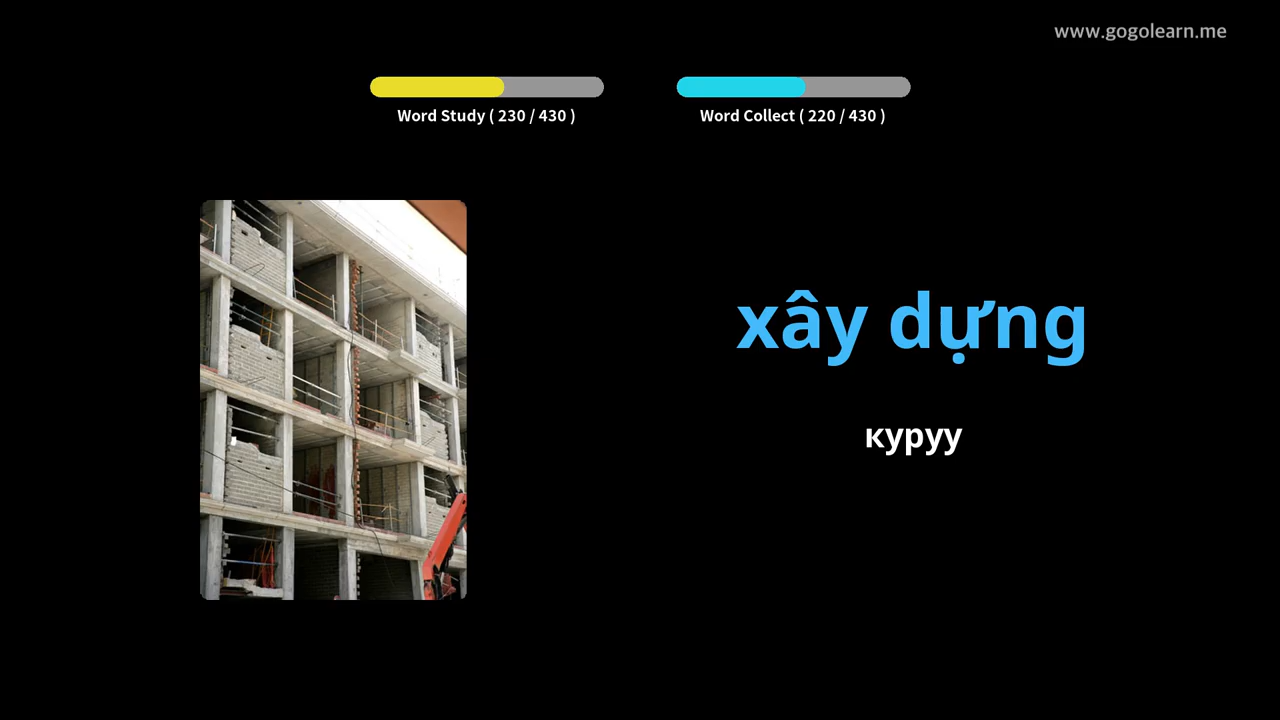 www.gogolearn.me
Word Study ( 230 / 430 )
Word Collect ( 220 / 430 )
xây dựng
куруу